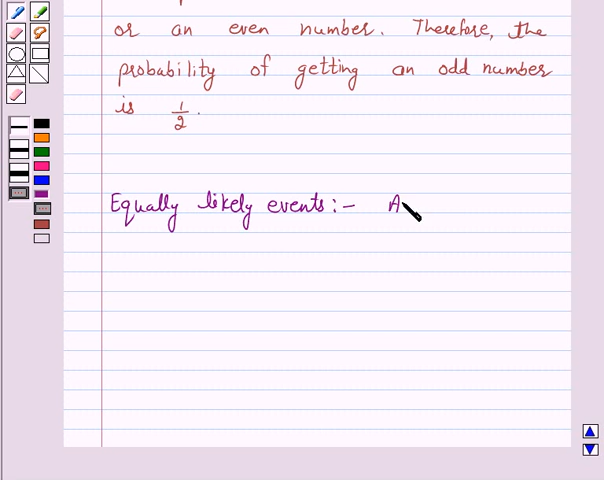 or an even number. Therefore, the
probability of getting an odd number
is 1/2.
Equally likely events:- A